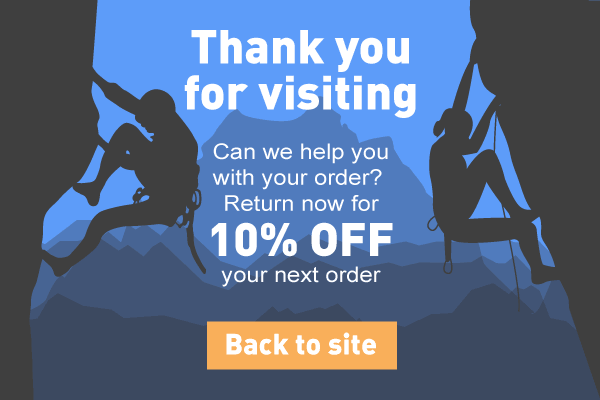 Thank you
for visiting
Can we help you
with your order?
Return now for
10% OFF
your next order
Back to site